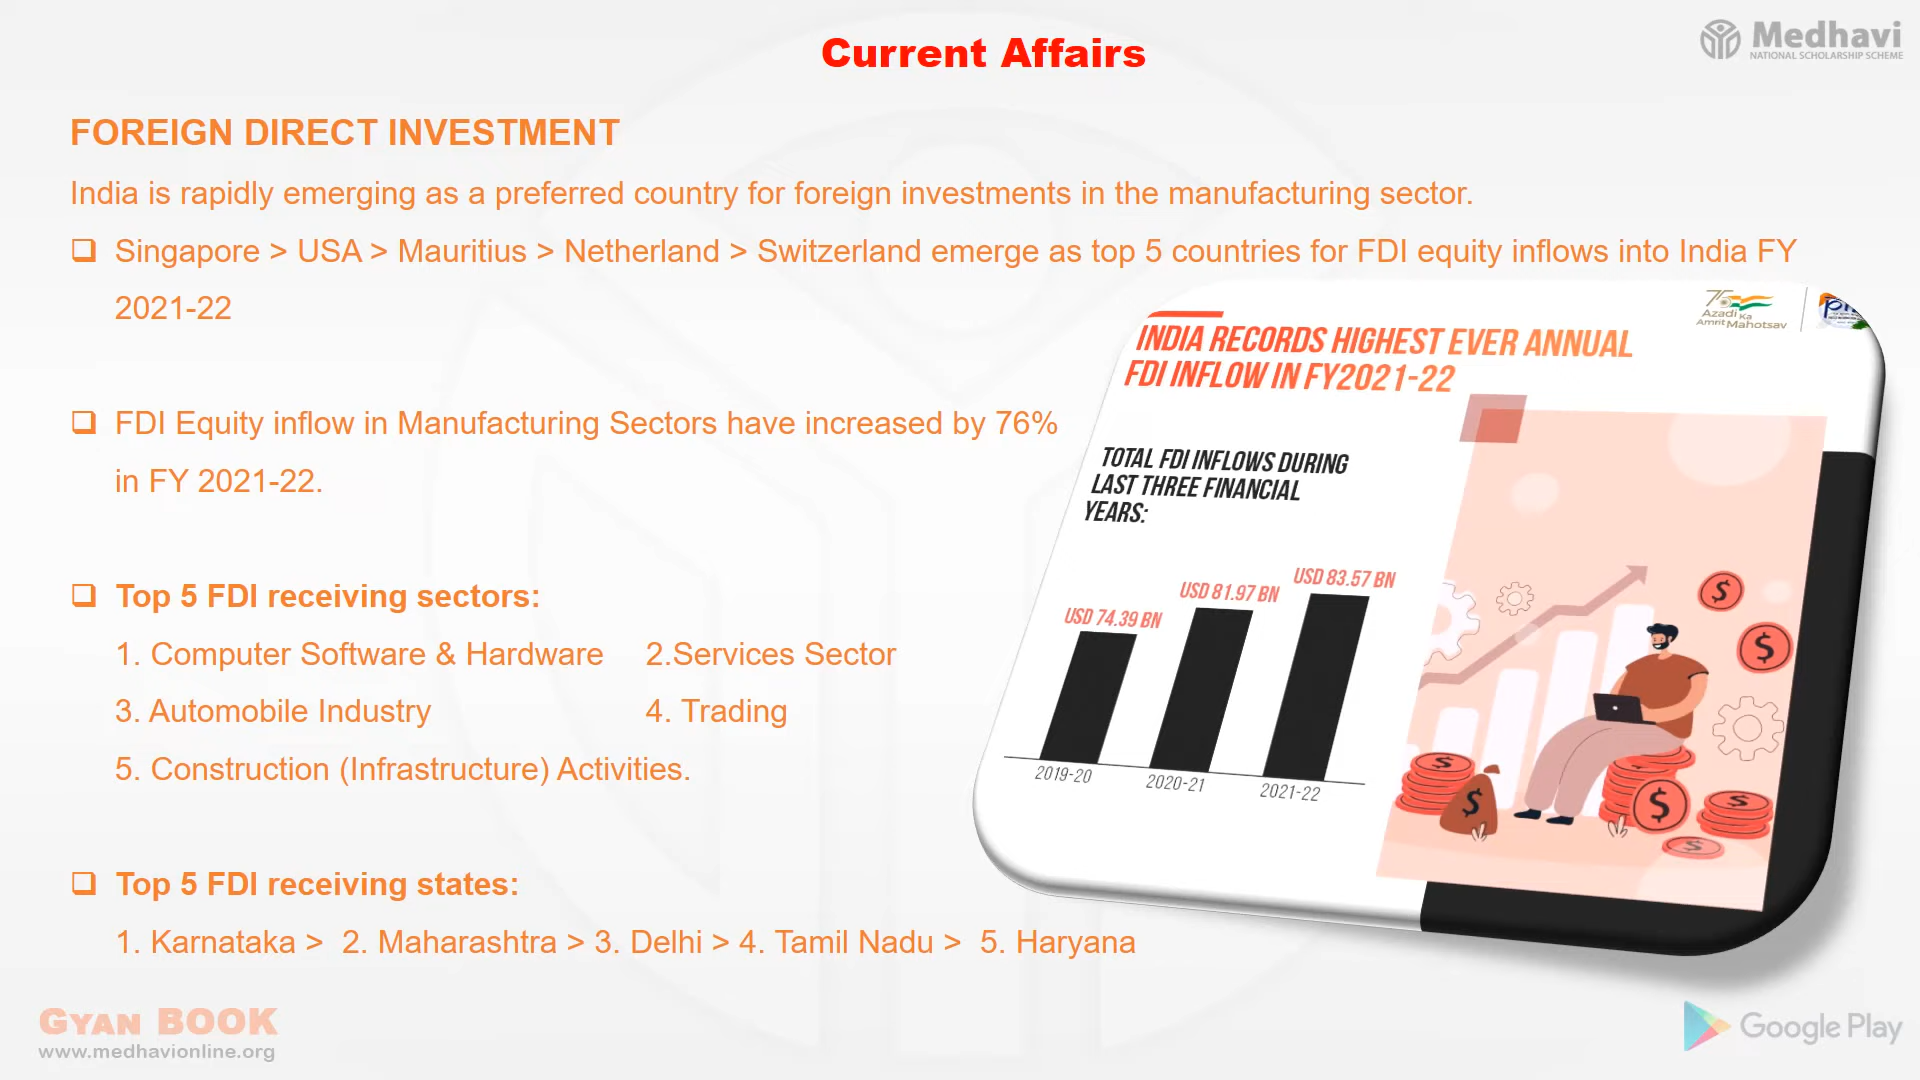 Current Affairs
Medhavi
NATIONAL SCHOLARSHIP SCHEME
FOREIGN DIRECT INVESTMENT
India is rapidly emerging as a preferred country for foreign investments in the manufacturing sector.
Singapore > USA > Mauritius > Netherland > Switzerland emerge as top 5 countries for FDI equity inflows into India FY
2021-22
FDI Equity inflow in Manufacturing Sectors have increased by 76%
in FY 2021-22.
Top 5 FDI receiving sectors:
1. Computer Software & Hardware 2.Services Sector
3. Automobile Industry 4. Trading
5. Construction (Infrastructure) Activities.
Top 5 FDI receiving states:
1. Karnataka > 2. Maharashtra > 3. Delhi > 4. Tamil Nadu > 5. Haryana
75
Azadi Ka
Amrit Mahotsav
INDIA RECORDS HIGHEST EVER ANNUAL
FDI INFLOW IN FY2021-22
TOTAL FDI INFLOWS DURING
LAST THREE FINANCIAL
YEARS:
USD 74.39 BN USD 81.97 BN USD 83.57 BN
2019-20 2020-21 2021-22
GYAN BOOK
www.medhavionline.org
Google Play